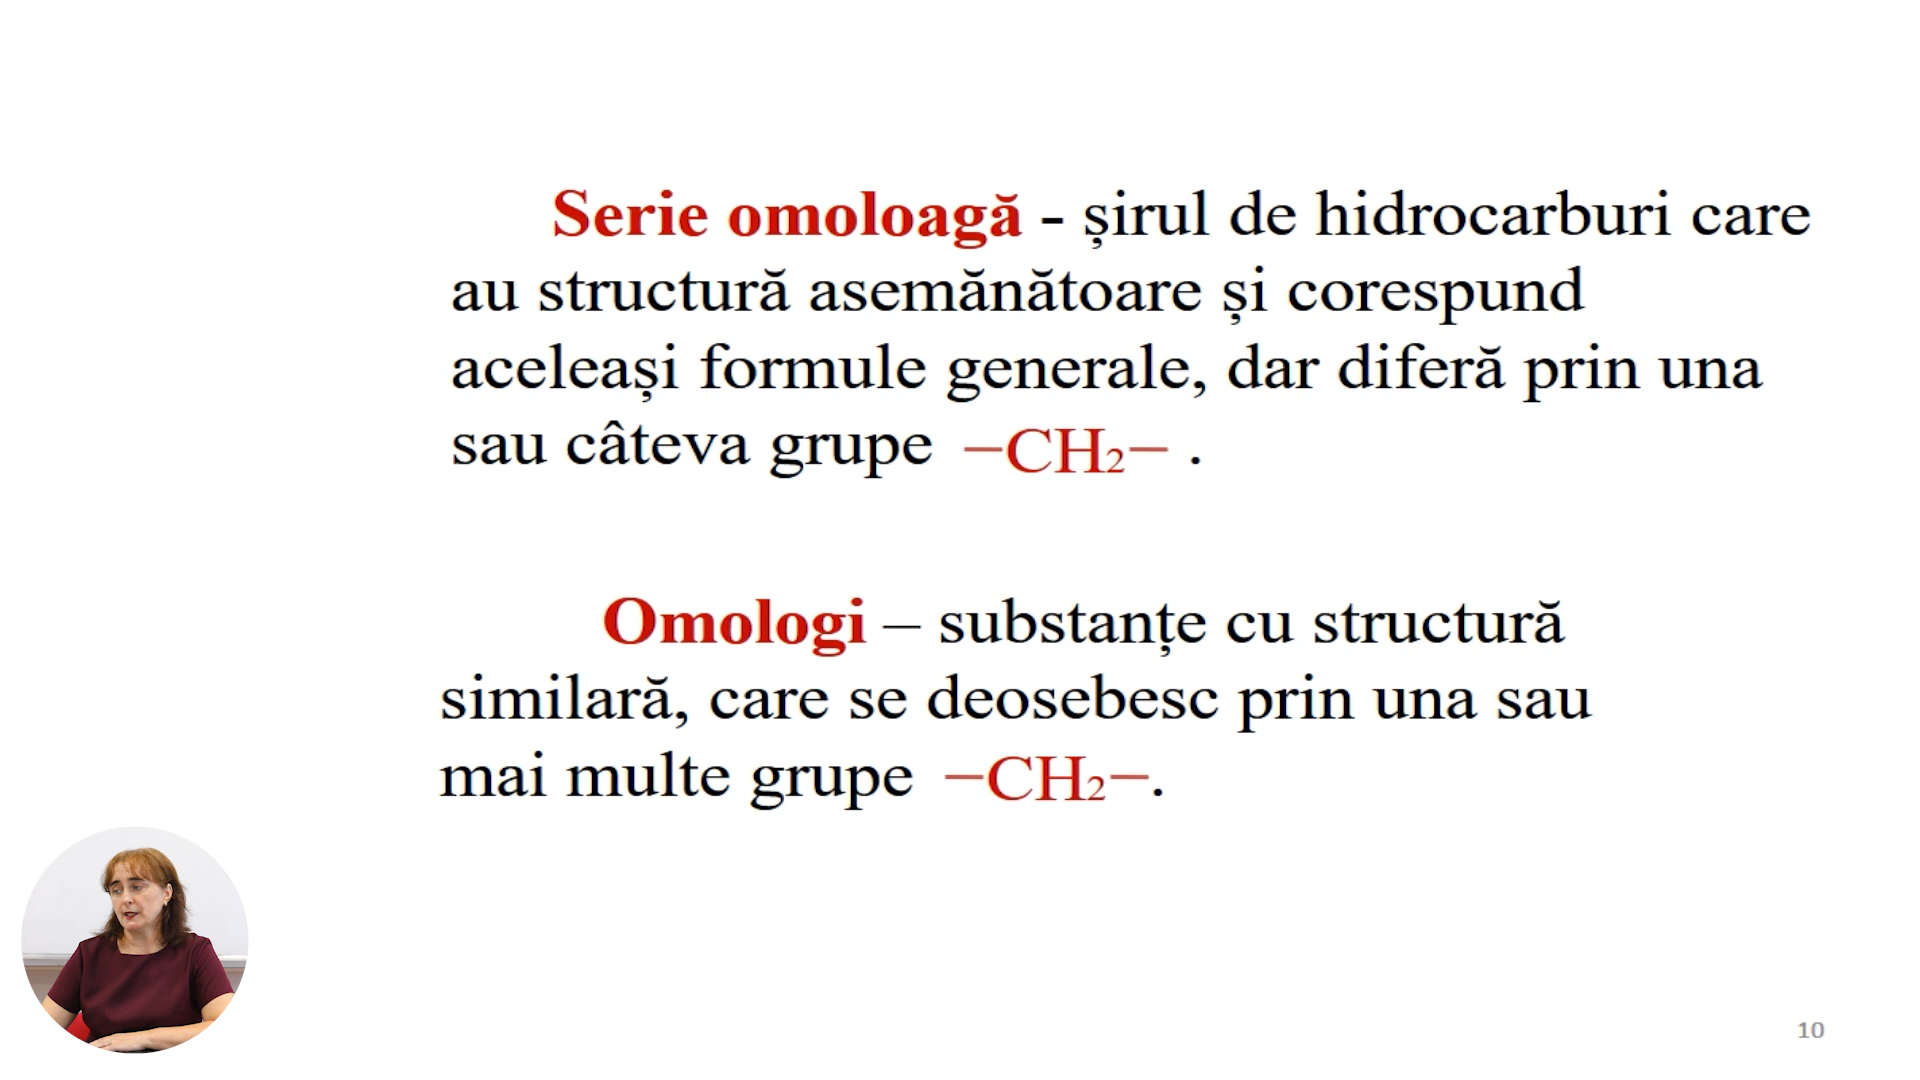 Serie omoloagă - șirul de hidrocarburi care
au structură asemănătoare și corespund
aceleași formule generale, dar diferă prin una
sau câteva grupe −CH₂− .
Omologi – substanțe cu structură
similară, care se deosebesc prin una sau
mai multe grupe −CH₂−.
10